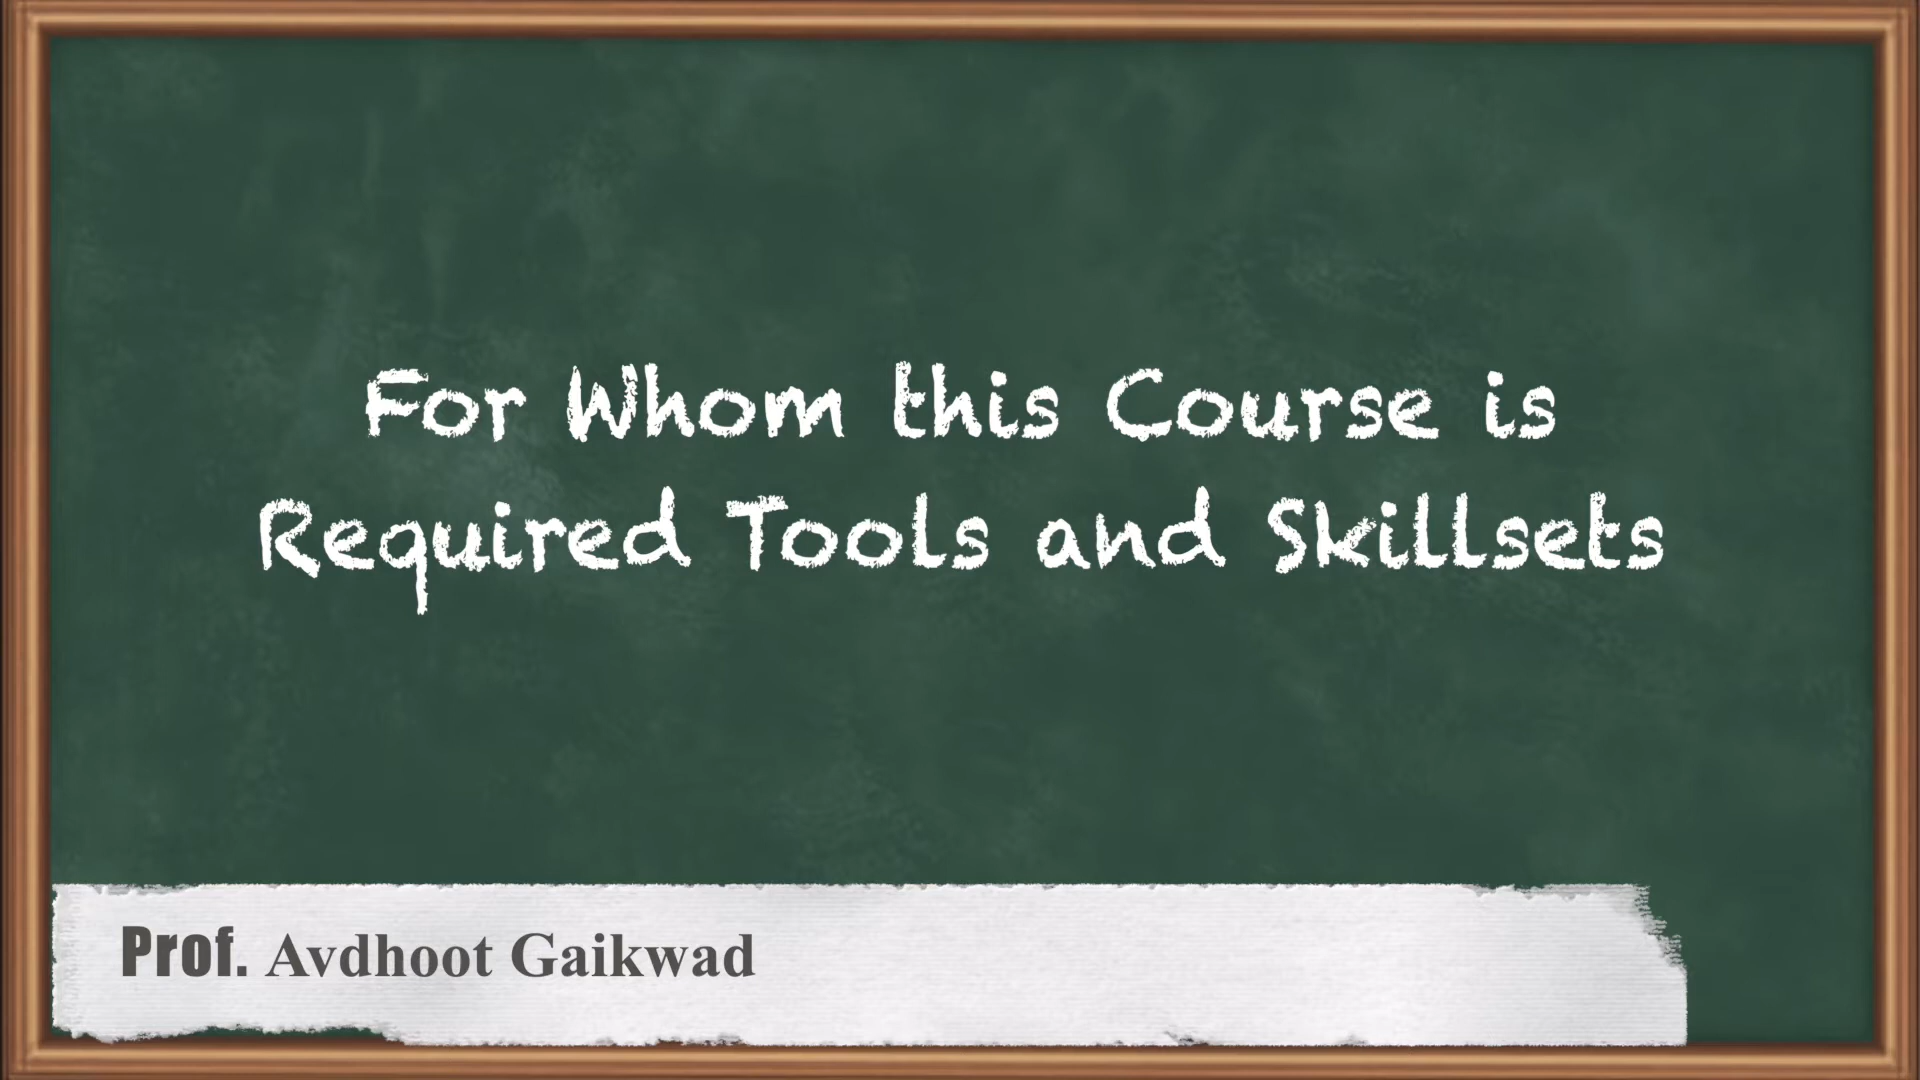 For Whom this Course is
Required Tools and Skillsets
Prof. Avdhoot Gaikwad